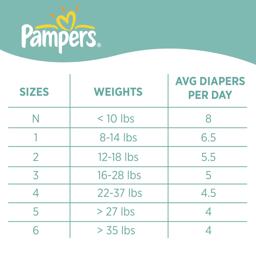 Pampers
SIZES WEIGHTS AVG DIAPERS PER DAY
N < 10 lbs 8
1 8-14 lbs 6.5
2 12-18 lbs 5.5
3 16-28 lbs 5
4 22-37 lbs 4.5
5 > 27 lbs 4
6 > 35 lbs 4